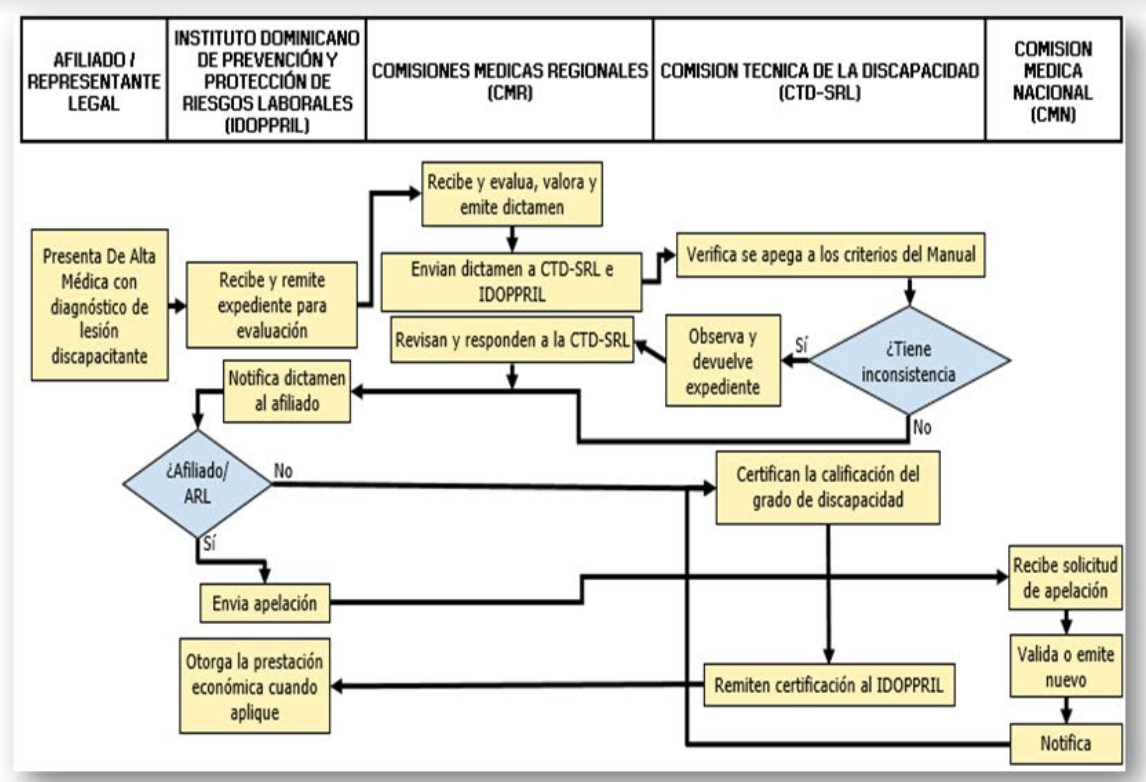 AFILIADO /
REPRESENTANTE
LEGAL
INSTITUTO DOMINICANO
DE PREVENCIÓN Y
PROTECCIÓN DE
RIESGOS LABORALES
(IDOPPRIL)
COMISIONES MEDICAS REGIONALES
(CMR)
COMISION TECNICA DE LA DISCAPACIDAD
(CTD-SRL)
COMISION
MEDICA
NACIONAL
(CMN)
Recibe y evalua, valora y
emite dictamen
Presenta De Alta
Médica con
diagnóstico de
lesión
discapacitante
Recibe y remite
expediente para
evaluación
Envian dictamen a CTD-SRL e
IDOPPRIL
Verifica se apega a los criterios del Manual
Revisan y responden a la CTD-SRL
Observa y
devuelve
expediente
Sí
¿Tiene
inconsistencia
No
Notifica dictamen
al afiliado
¿Afiliado/
ARL
No
Sí
Certifican la calificación del
grado de discapacidad
Envia apelación
Recibe solicitud
de apelación
Otorga la prestación
económica cuando
aplique
Remiten certificación al IDOPPRIL
Valida o emite
nuevo
Notifica